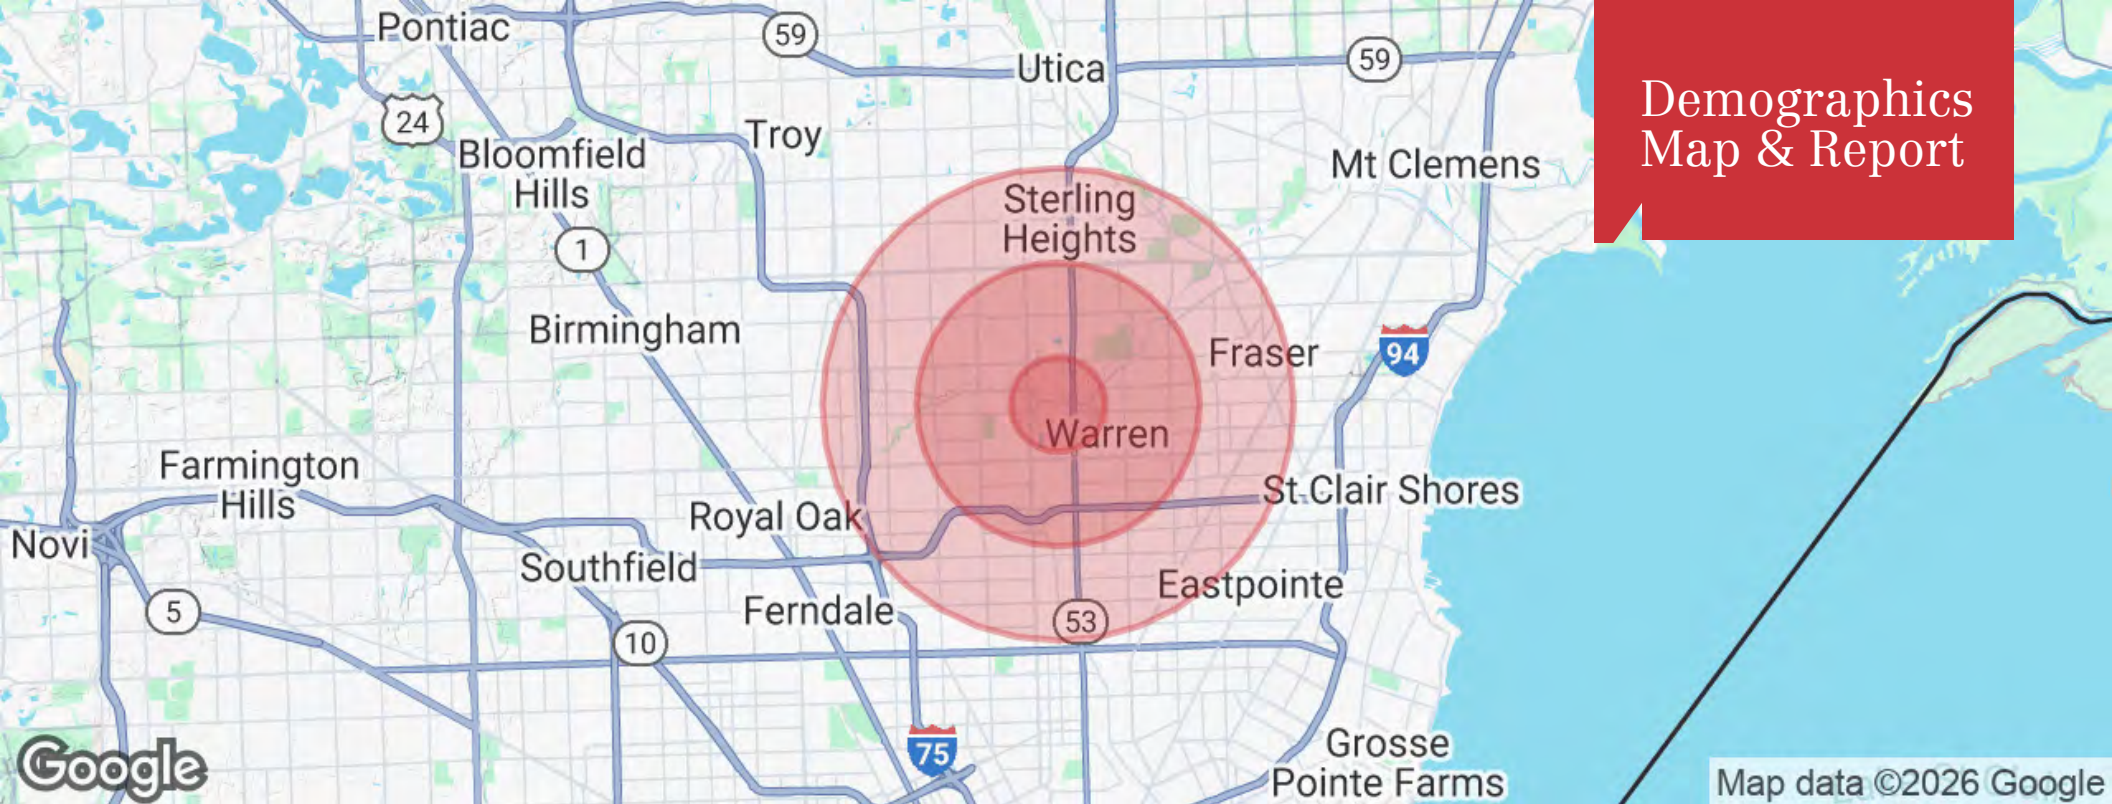 Pontiac
59
Utica
59
Demographics
Map & Report
24
Troy
Bloomfield
Hills
Mt Clemens
Sterling
Heights
1
Birmingham
Fraser
94
Warren
Farmington
Hills
St Clair Shores
Royal Oak
Novi
Southfield
Eastpointe
5
Ferndale
53
10
75
Grosse
Pointe Farms
Google
Map data ©2026 Google